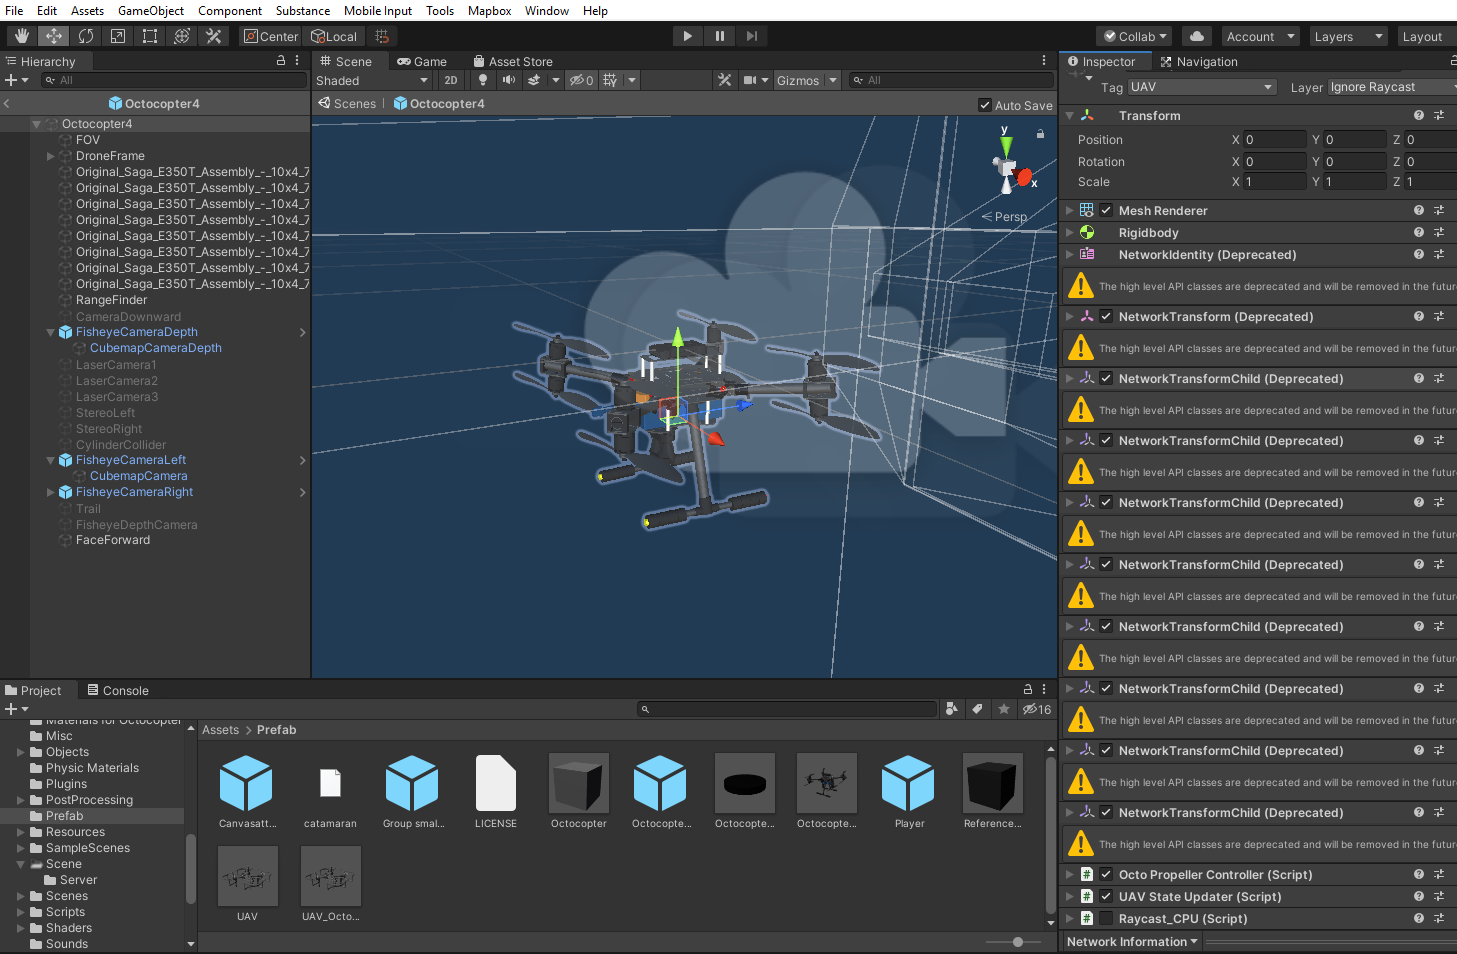 File Edit Assets GameObject Component Substance Mobile Input Tools Mapbox Window Help
Center Local Collab Account Layers Layout
Hierarchy
All
Octocopter4
Octocopter4
FOV
DroneFrame
Original_Saga_E350T_Assembly_-_10x4_7
Original_Saga_E350T_Assembly_-_10x4_7
Original_Saga_E350T_Assembly_-_10x4_7
Original_Saga_E350T_Assembly_-_10x4_7
Original_Saga_E350T_Assembly_-_10x4_7
Original_Saga_E350T_Assembly_-_10x4_7
Original_Saga_E350T_Assembly_-_10x4_7
Original_Saga_E350T_Assembly_-_10x4_7
RangeFinder
CameraDownward
FisheyeCameraDepth
CubemapCameraDepth
LaserCamera1
LaserCamera2
LaserCamera3
StereoLeft
StereoRight
CylinderCollider
FisheyeCameraLeft
CubemapCamera
FisheyeCameraRight
Trail
FisheyeDepthCamera
FaceForward
Scene Game Asset Store
Shaded 2D 0 Gizmos All
Scenes | Octocopter4 Auto Save
y
x
Persp
Inspector Navigation
Tag UAV Layer Ignore Raycast
Transform
Position X 0 Y 0 Z 0
Rotation X 0 Y 0 Z 0
Scale X 1 Y 1 Z 1
Mesh Renderer
Rigidbody
NetworkIdentity (Deprecated)
The high level API classes are deprecated and will be removed in the futur
NetworkTransform (Deprecated)
The high level API classes are deprecated and will be removed in the futur
NetworkTransformChild (Deprecated)
The high level API classes are deprecated and will be removed in the futur
NetworkTransformChild (Deprecated)
The high level API classes are deprecated and will be removed in the futur
NetworkTransformChild (Deprecated)
The high level API classes are deprecated and will be removed in the futur
NetworkTransformChild (Deprecated)
The high level API classes are deprecated and will be removed in the futur
NetworkTransformChild (Deprecated)
The high level API classes are deprecated and will be removed in the futur
NetworkTransformChild (Deprecated)
The high level API classes are deprecated and will be removed in the futur
NetworkTransformChild (Deprecated)
The high level API classes are deprecated and will be removed in the futur
NetworkTransformChild (Deprecated)
The high level API classes are deprecated and will be removed in the futur
Octo Propeller Controller (Script)
UAV State Updater (Script)
Raycast_CPU (Script)
Network Information
Project Console
16
Materials for Octocopter
Misc
Objects
Physic Materials
Plugins
PostProcessing
Prefab
Resources
SampleScenes
Scene
Server
Scenes
Scripts
Shaders
Sounds
Assets > Prefab
Canvasatt... catamaran Group smal... LICENSE Octocopter Octocopte... Octocopte... Octocopte... Player Reference...
UAV UAV_Octo...